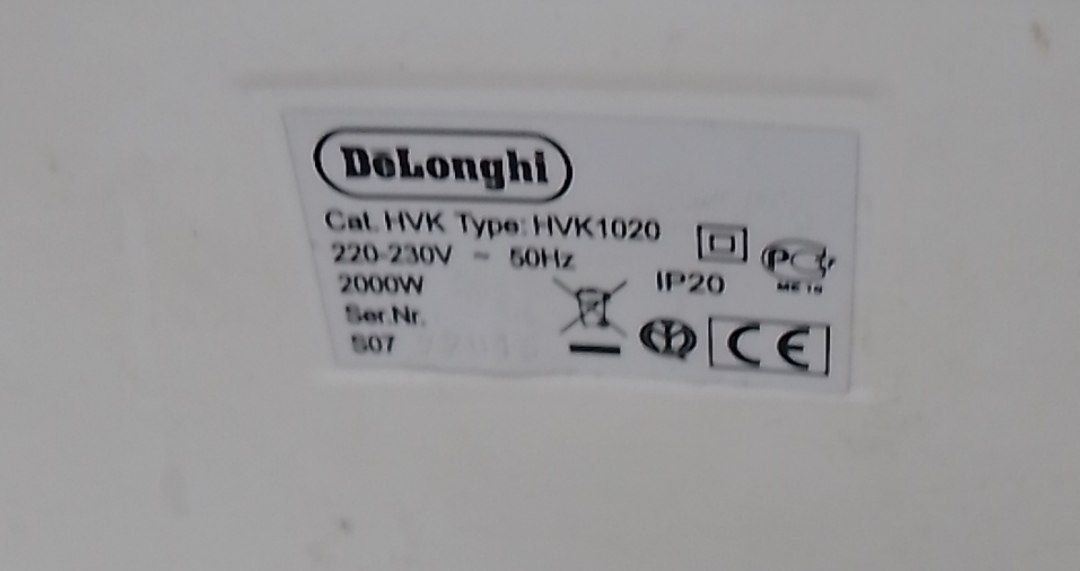 DeLonghi
Cat. HVK Type: HVK1020
220-230V ~ 50Hz
2000W
IP20
Ser.Nr.
S07
CE